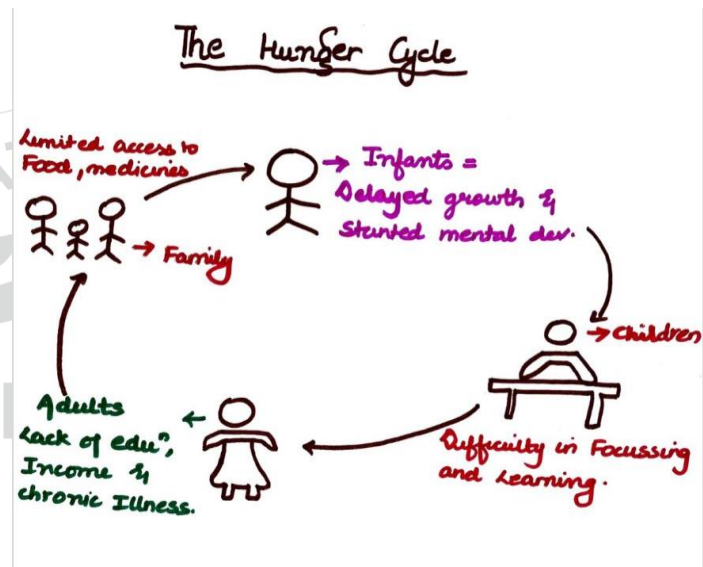 The Hunger Cycle
Limited access to
Food, medicines
→ Family
→ Infants =
Delayed growth &
stunted mental dev.
→ Children
Difficulty in Focussing
and Learning.
Adults
Lack of eduⁿ,
Income &
chronic Illness.